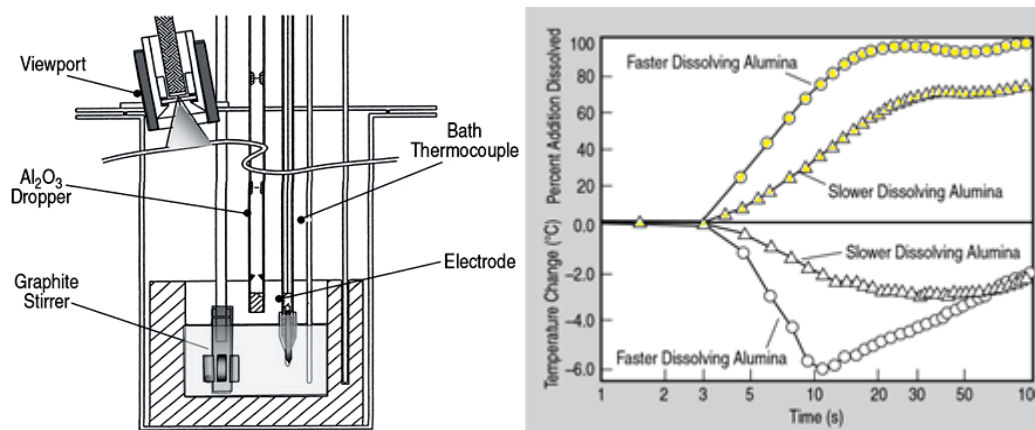 Viewport
Al₂O₃
Dropper
Graphite
Stirrer
Bath
Thermocouple
Electrode
Percent Addition Dissolved
100
80
60
40
20
0.0
Faster Dissolving Alumina
Slower Dissolving Alumina
Temperature Change (°C)
−2.0
−4.0
−6.0
Slower Dissolving Alumina
Faster Dissolving Alumina
1 2 3 5 10 20 30 50 100
Time (s)